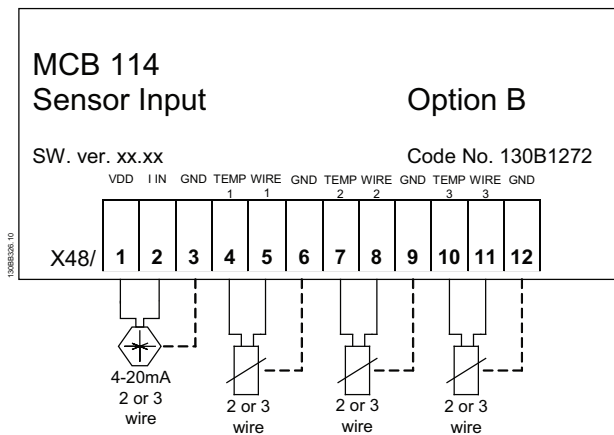 MCB 114
Sensor Input Option B
SW. ver. xx.xx Code No. 130B1272
VDD I IN GND TEMP WIRE GND TEMP WIRE GND TEMP WIRE GND
1 1 2 2 3 3
X48/ 1 2 3 4 5 6 7 8 9 10 11 12
130BB326.10
4-20mA
2 or 3
wire
2 or 3
wire
2 or 3
wire
2 or 3
wire